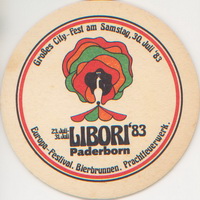 Großes City-Fest am Samstag, 30. Juli '83
23. Juli-
31. Juli
LIBORI '83
Paderborn
Europa-Festival. Bierbrunnen. Prachtfeuerwerk.